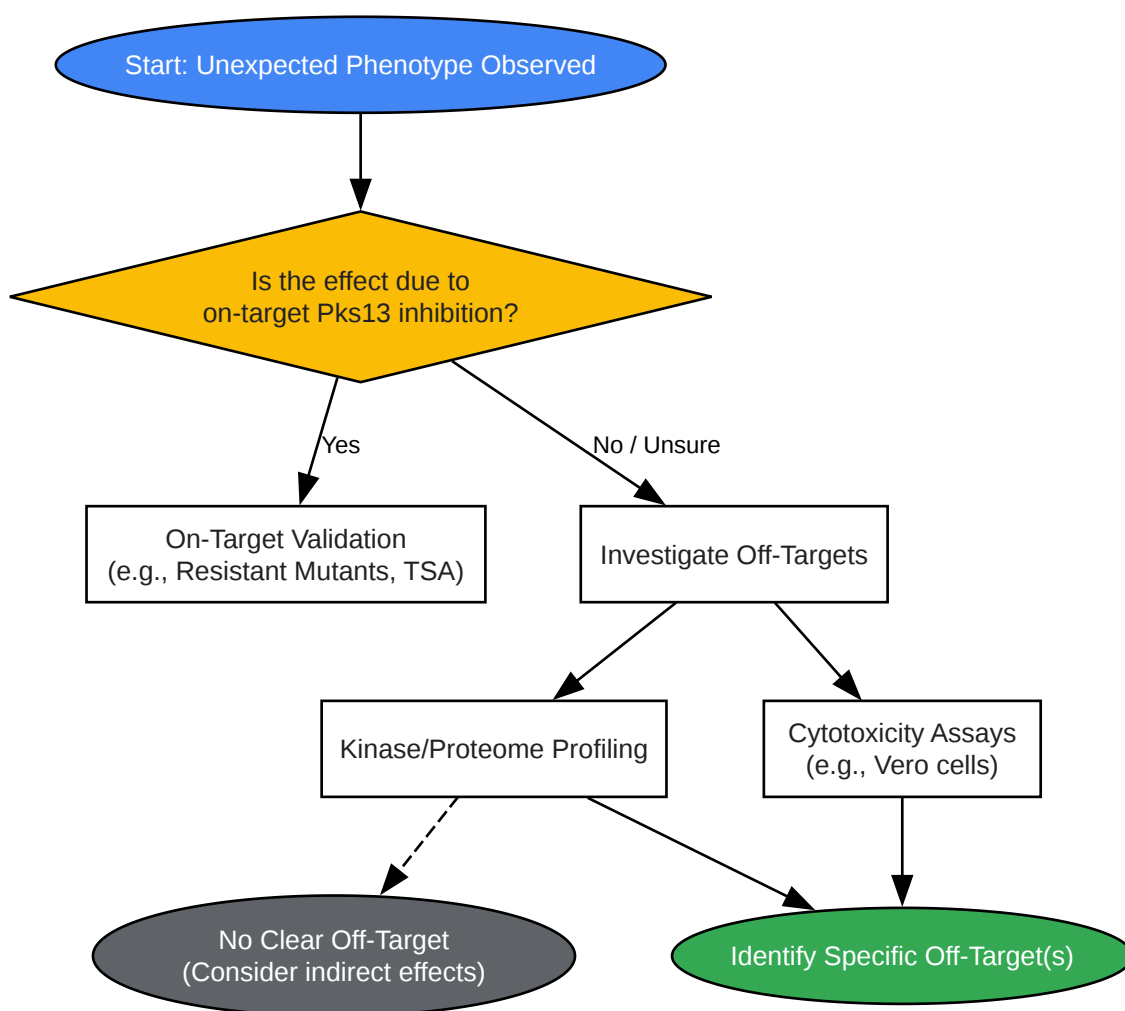 Start: Unexpected Phenotype Observed
Is the effect due to
on-target Pks13 inhibition?
Yes
No / Unsure
On-Target Validation
(e.g., Resistant Mutants, TSA)
Investigate Off-Targets
Kinase/Proteome Profiling
Cytotoxicity Assays
(e.g., Vero cells)
No Clear Off-Target
(Consider indirect effects)
Identify Specific Off-Target(s)